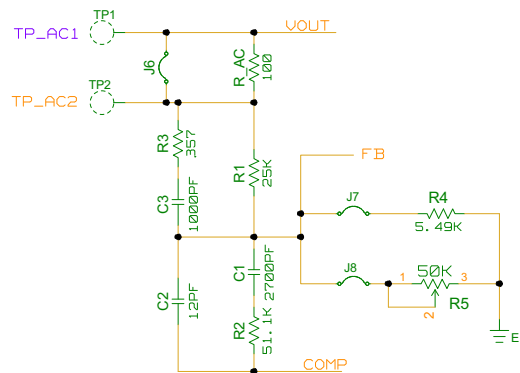 TP1
TP_AC1
VOUT
J6
R_AC
100
TP2
TP_AC2
R3
357
R1
25K
FB
C3
1000PF
J7
R4
5.49K
J8
1
50K
3
R5
2
C1
2700PF
C2
12PF
R2
51.1K
E
COMP